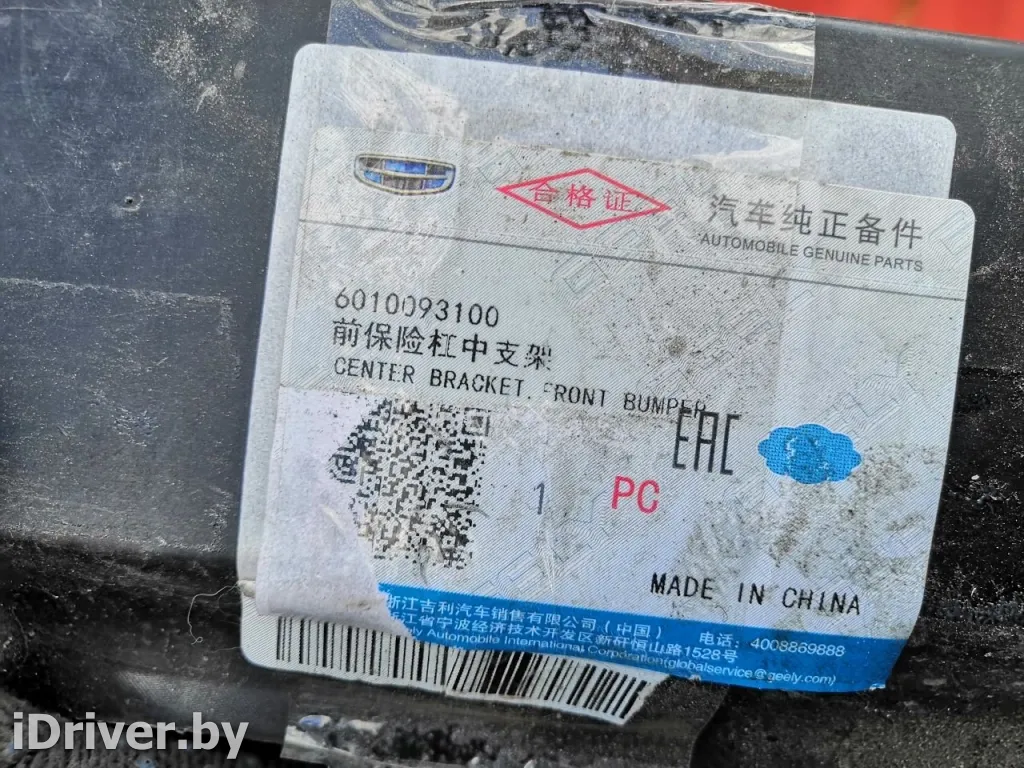 合格证
汽车纯正备件
AUTOMOBILE GENUINE PARTS
6010093100
前保险杠中支架
CENTER BRACKET. FRONT BUMPER
EAC
1 PC
MADE IN CHINA
浙江吉利汽车销售有限公司(中国) 电话: 4008869888
浙江省宁波经济技术开发区新研恒山路1528号
Geely Automobile International Corporation(globalservice@geely.com)
iDriver.by